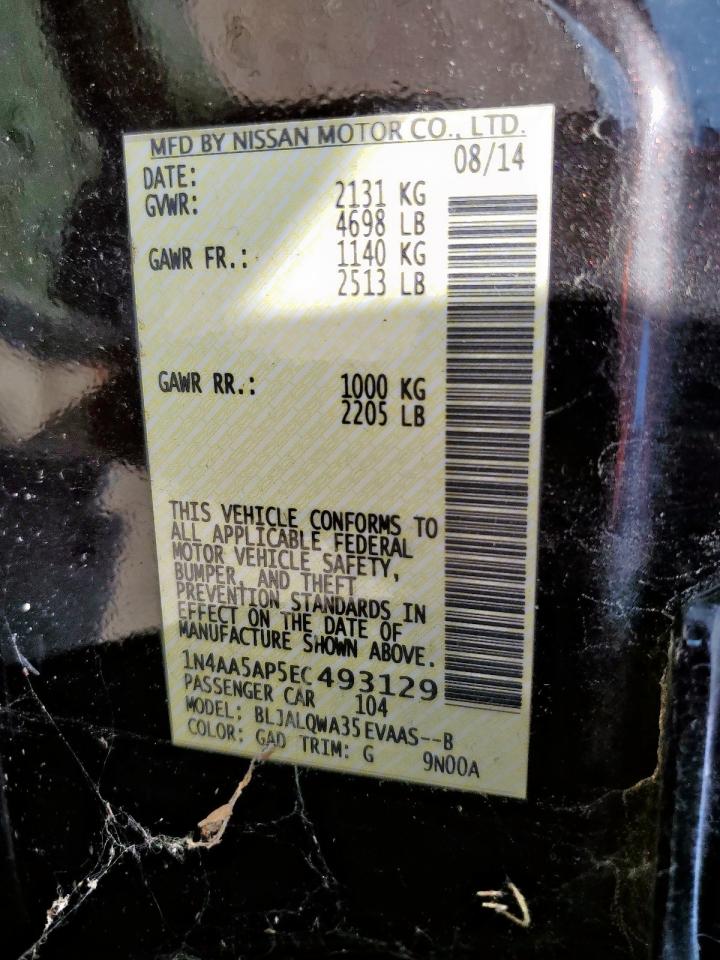 MFD BY NISSAN MOTOR CO., LTD.
DATE: 08/14
GVWR: 2131 KG
4698 LB
GAWR FR.: 1140 KG
2513 LB
GAWR RR.: 1000 KG
2205 LB
THIS VEHICLE CONFORMS TO
ALL APPLICABLE FEDERAL
MOTOR VEHICLE SAFETY,
BUMPER, AND THEFT
PREVENTION STANDARDS IN
EFFECT ON THE DATE OF
MANUFACTURE SHOWN ABOVE.
1N4AA5AP5EC493129
PASSENGER CAR 104
MODEL: BLJALQWA35EVAAS--B
COLOR: GAD TRIM: G 9N00A